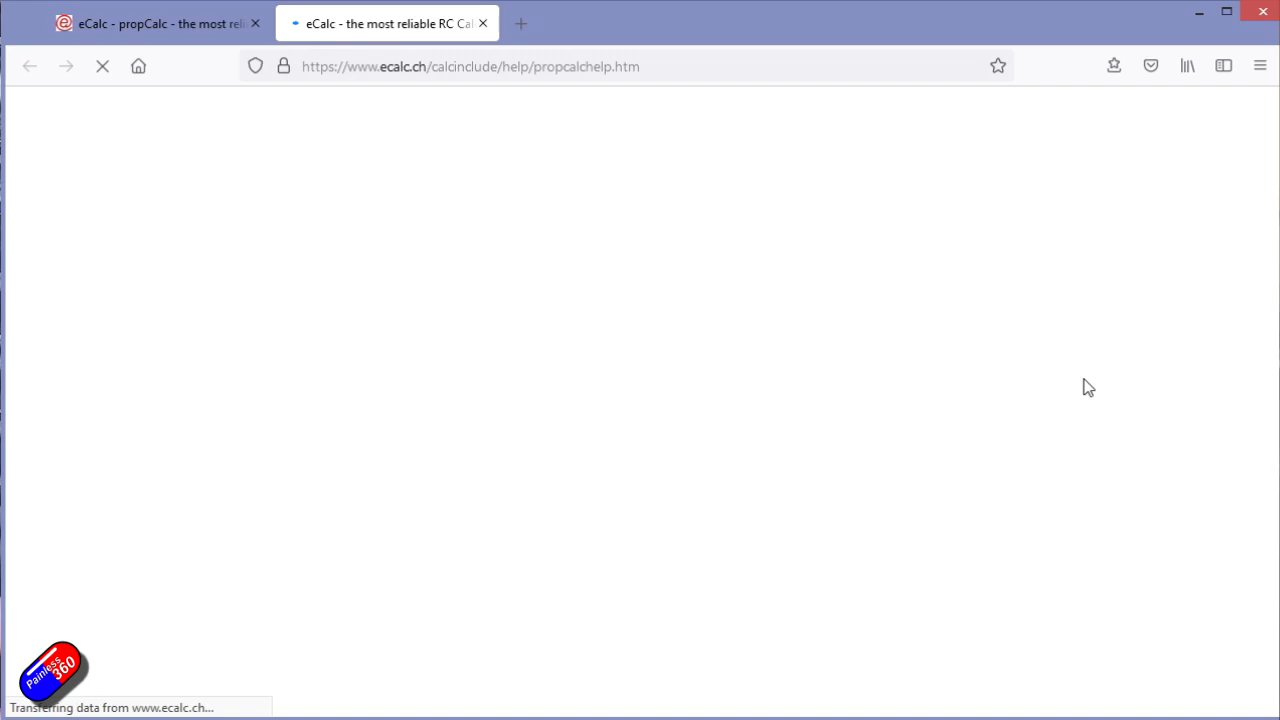 eCalc - propCalc - the most reli
eCalc - the most reliable RC Cal
https://www.ecalc.ch/calcinclude/help/propcalchelp.htm
Painless
360
Transferring data from www.ecalc.ch...